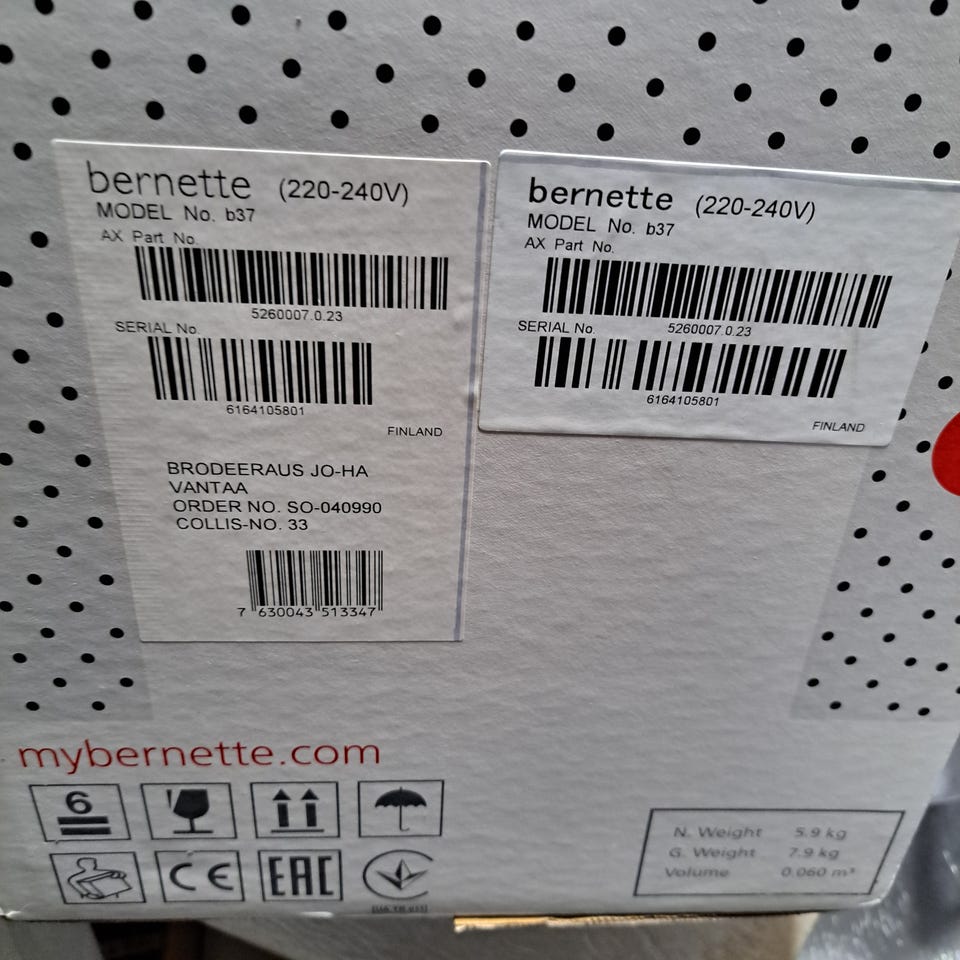 bernette (220-240V)
MODEL No. b37
AX Part No.
5260007.0.23
SERIAL No.
6164105801
FINLAND
BRODEERAUS JO-HA
VANTAA
ORDER NO. SO-040990
COLLIS-NO. 33
7 630043 513347
bernette (220-240V)
MODEL No. b37
AX Part No.
5260007.0.23
SERIAL No.
6164105801
FINLAND
mybernette.com
6
CE
EAC
N. Weight 5.9 kg
G. Weight 7.9 kg
Volume 0.060 m³